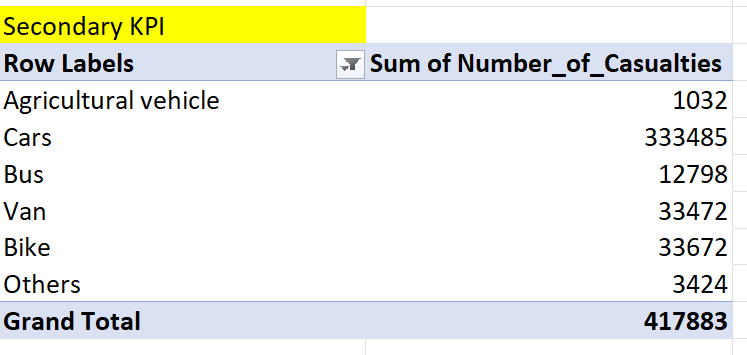 Secondary KPI
Row Labels Sum of Number_of_Casualties
Agricultural vehicle 1032
Cars 333485
Bus 12798
Van 33472
Bike 33672
Others 3424
Grand Total 417883